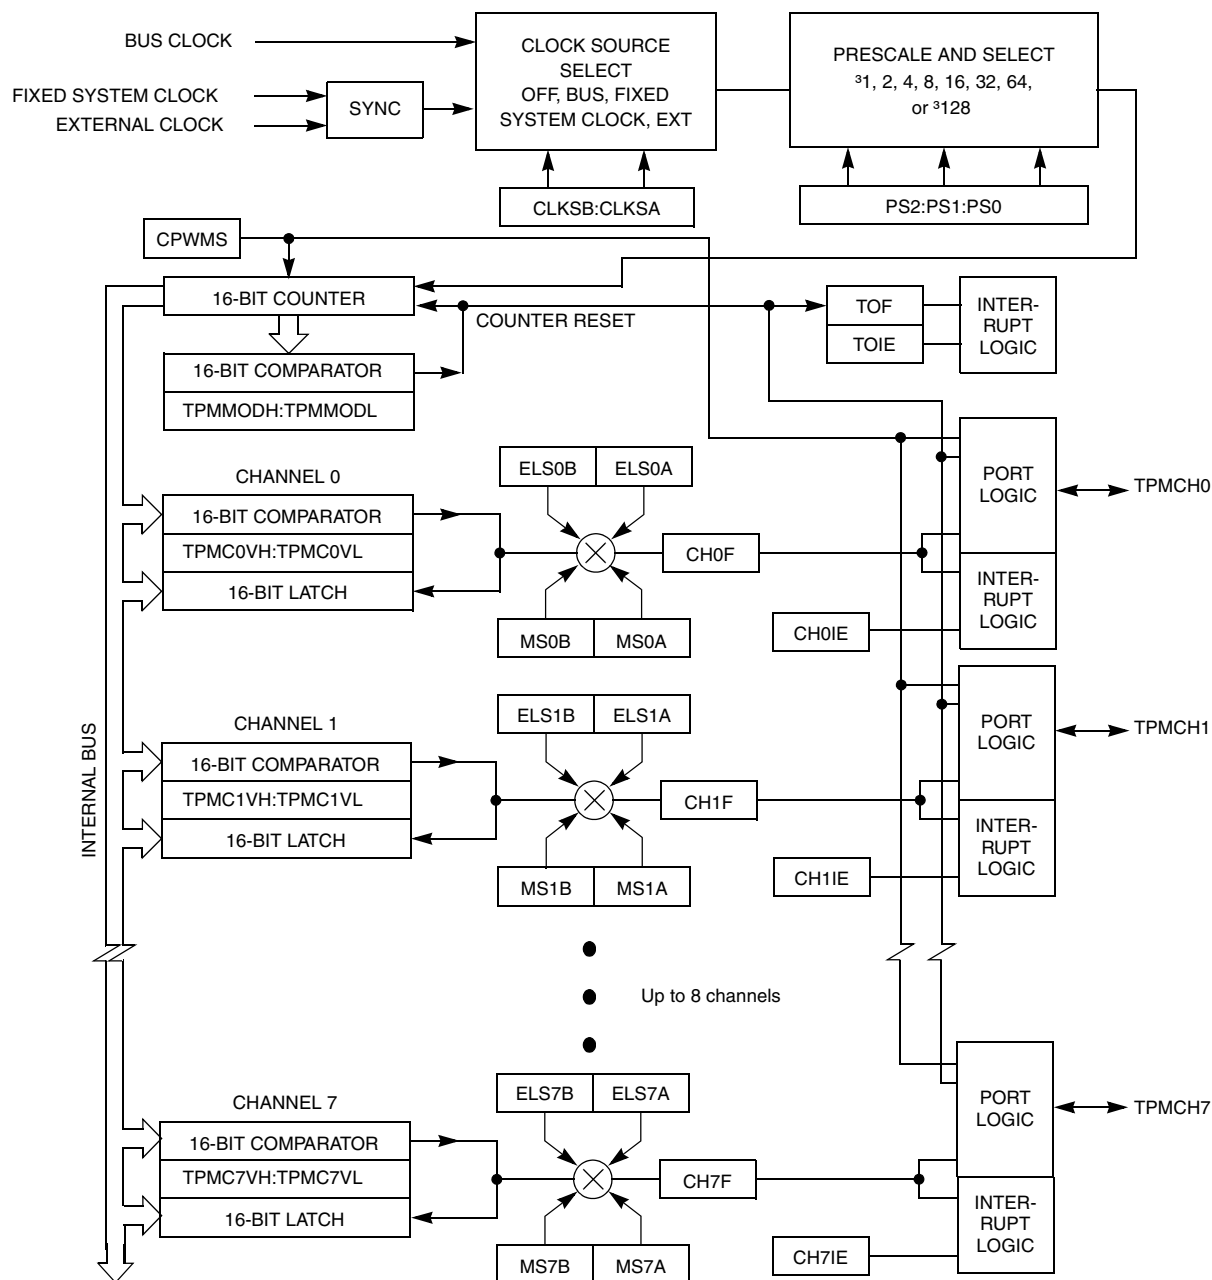 BUS CLOCK
FIXED SYSTEM CLOCK
EXTERNAL CLOCK
SYNC
CLOCK SOURCE
SELECT
OFF, BUS, FIXED
SYSTEM CLOCK, EXT
PRESCALE AND SELECT
³1, 2, 4, 8, 16, 32, 64,
or ³128
CLKSB:CLKSA
PS2:PS1:PS0
CPWMS
16-BIT COUNTER
COUNTER RESET
TOF
TOIE
INTER-
RUPT
LOGIC
16-BIT COMPARATOR
TPMMODH:TPMMODL
CHANNEL 0
16-BIT COMPARATOR
TPMC0VH:TPMC0VL
16-BIT LATCH
ELS0B
ELS0A
MS0B
MS0A
CH0F
CH0IE
PORT
LOGIC
INTER-
RUPT
LOGIC
TPMCH0
INTERNAL BUS
CHANNEL 1
16-BIT COMPARATOR
TPMC1VH:TPMC1VL
16-BIT LATCH
ELS1B
ELS1A
MS1B
MS1A
CH1F
CH1IE
PORT
LOGIC
INTER-
RUPT
LOGIC
TPMCH1
Up to 8 channels
CHANNEL 7
16-BIT COMPARATOR
TPMC7VH:TPMC7VL
16-BIT LATCH
ELS7B
ELS7A
MS7B
MS7A
CH7F
CH7IE
PORT
LOGIC
INTER-
RUPT
LOGIC
TPMCH7